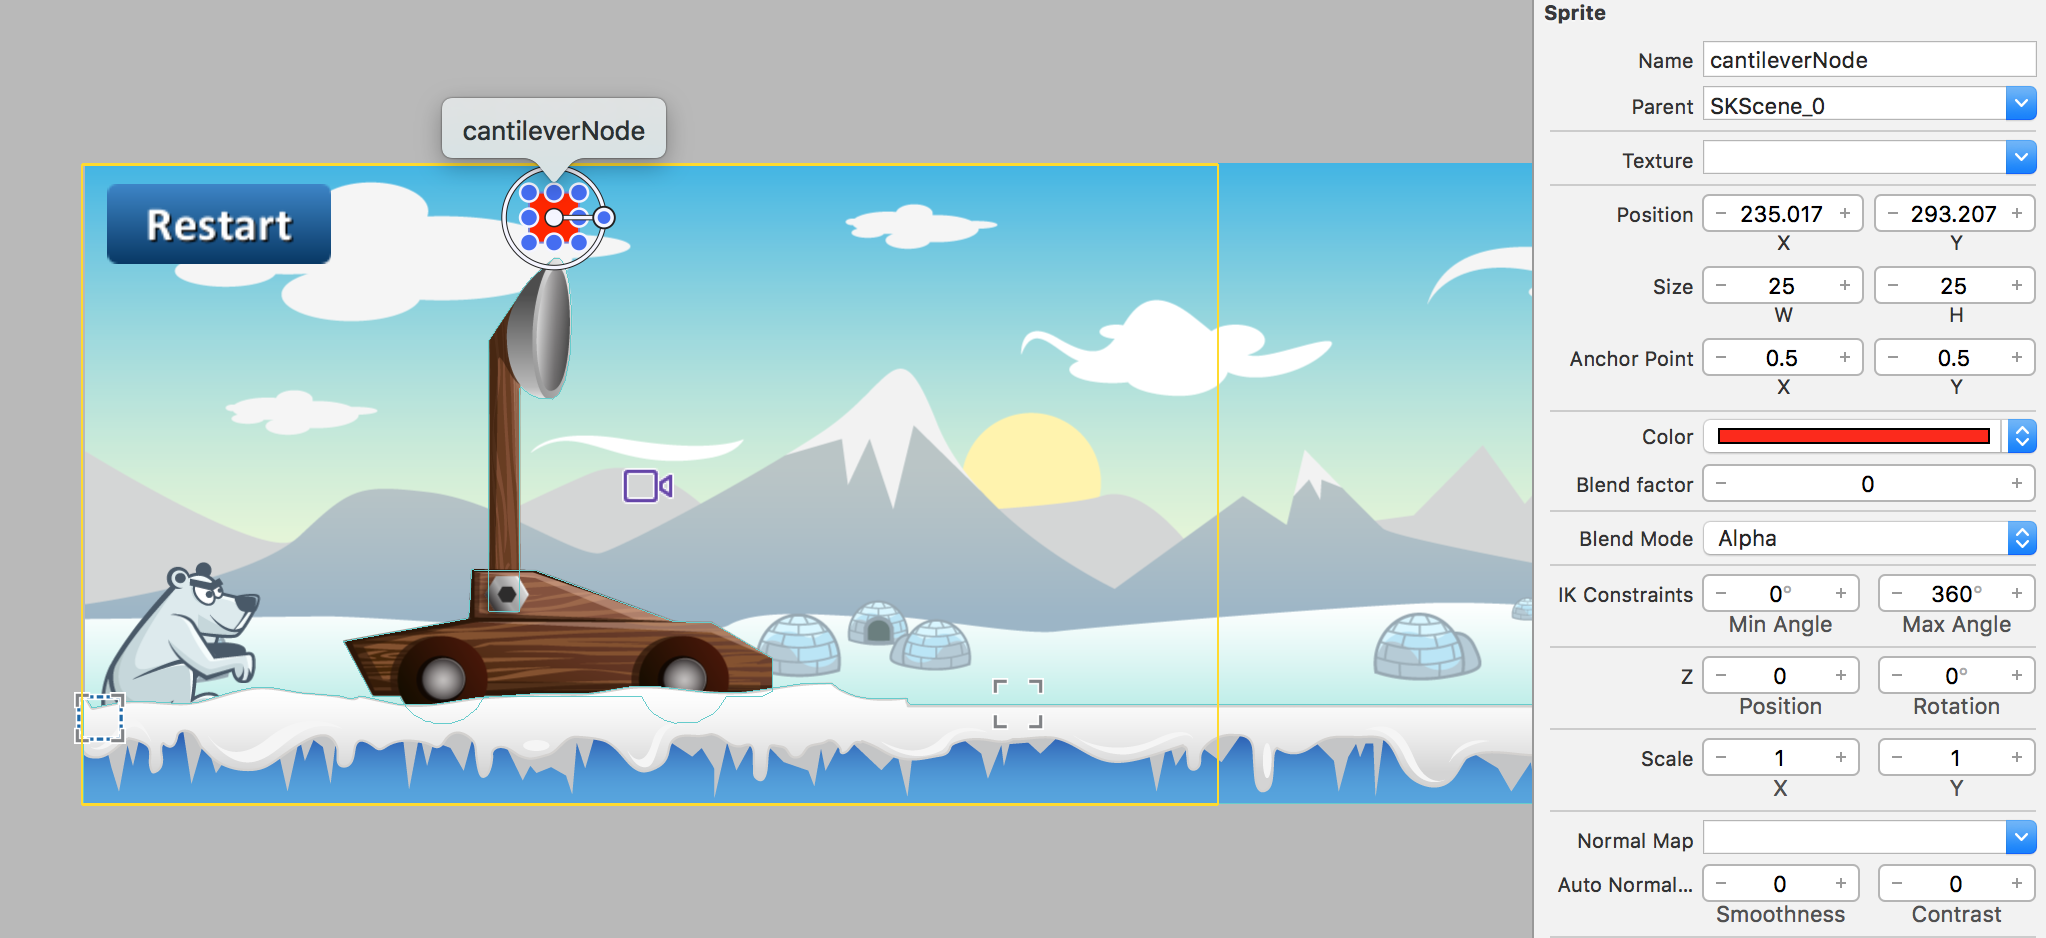 cantileverNode
Restart
Sprite
Name cantileverNode
Parent SKScene_0
Texture
Position − 235.017 + − 293.207 +
X Y
Size − 25 + − 25 +
W H
Anchor Point − 0.5 + − 0.5 +
X Y
Color
Blend factor − 0 +
Blend Mode Alpha
IK Constraints − 0° + − 360° +
Min Angle Max Angle
Z − 0 + − 0° +
Position Rotation
Scale − 1 + − 1 +
X Y
Normal Map
Auto Normal... − 0 + − 0 +
Smoothness Contrast